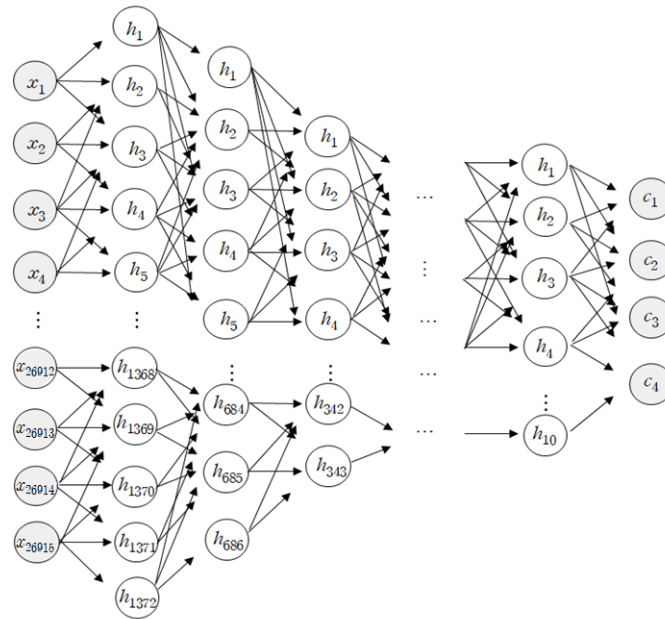 x₁
x₂
x₃
x₄
⋮
x₂₆₉₁₂
x₂₆₉₁₃
x₂₆₉₁₄
x₂₆₉₁₅
h₁
h₂
h₃
h₄
h₅
⋮
h₁₃₆₈
h₁₃₆₉
h₁₃₇₀
h₁₃₇₁
h₁₃₇₂
h₁
h₂
h₃
h₄
h₅
⋮
h₆₈₄
h₆₈₅
h₆₈₆
h₁
h₂
h₃
h₄
⋮
h₃₄₂
h₃₄₃
...
⋮
...
...
...
...
h₁
h₂
h₃
h₄
⋮
h₁₀
c₁
c₂
c₃
c₄